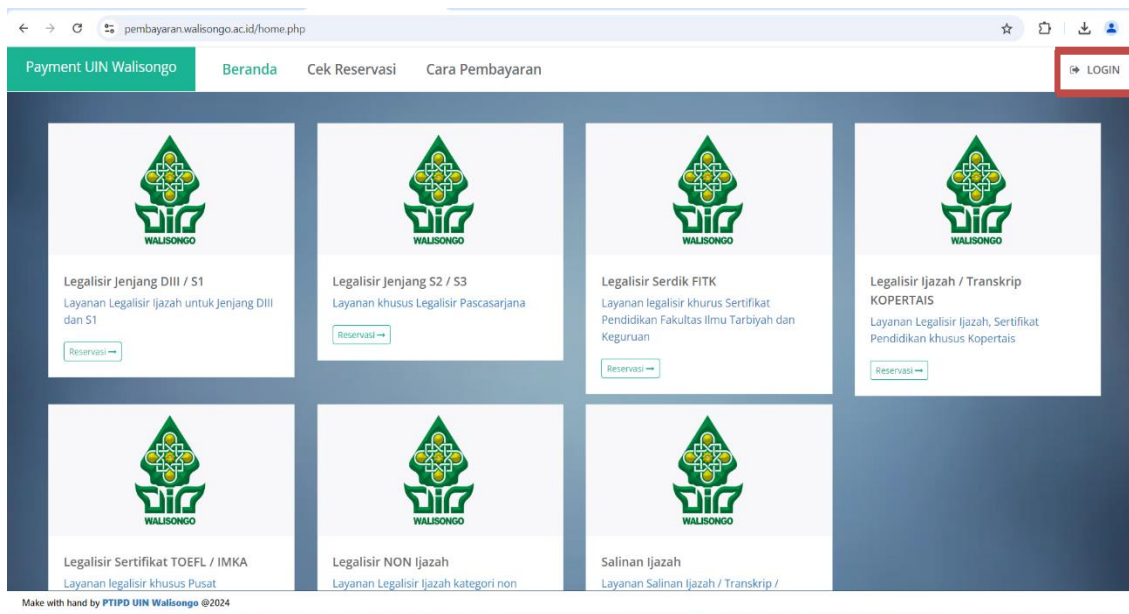 pembayaran.walisongo.ac.id/home.php
Payment UIN Walisongo
Beranda
Cek Reservasi
Cara Pembayaran
LOGIN
WALISONGO
Legalisir Jenjang DIII / S1
Layanan Legalisir Ijazah untuk Jenjang DIII
dan S1
Reservasi
WALISONGO
Legalisir Jenjang S2 / S3
Layanan khusus Legalisir Pascasarjana
Reservasi
WALISONGO
Legalisir Serdik FITK
Layanan legalisir khurus Sertifikat
Pendidikan Fakultas Ilmu Tarbiyah dan
Keguruan
Reservasi
WALISONGO
Legalisir Ijazah / Transkrip
KOPERTAIS
Layanan Legalisir Ijazah, Sertifikat
Pendidikan khusus Kopertais
Reservasi
WALISONGO
Legalisir Sertifikat TOEFL / IMKA
Layanan legalisir khusus Pusat
WALISONGO
Legalisir NON Ijazah
Layanan Legalisir Ijazah kategori non
WALISONGO
Salinan Ijazah
Layanan Salinan Ijazah / Transkrip /
Make with hand by PTIPD UIN Walisongo @2024